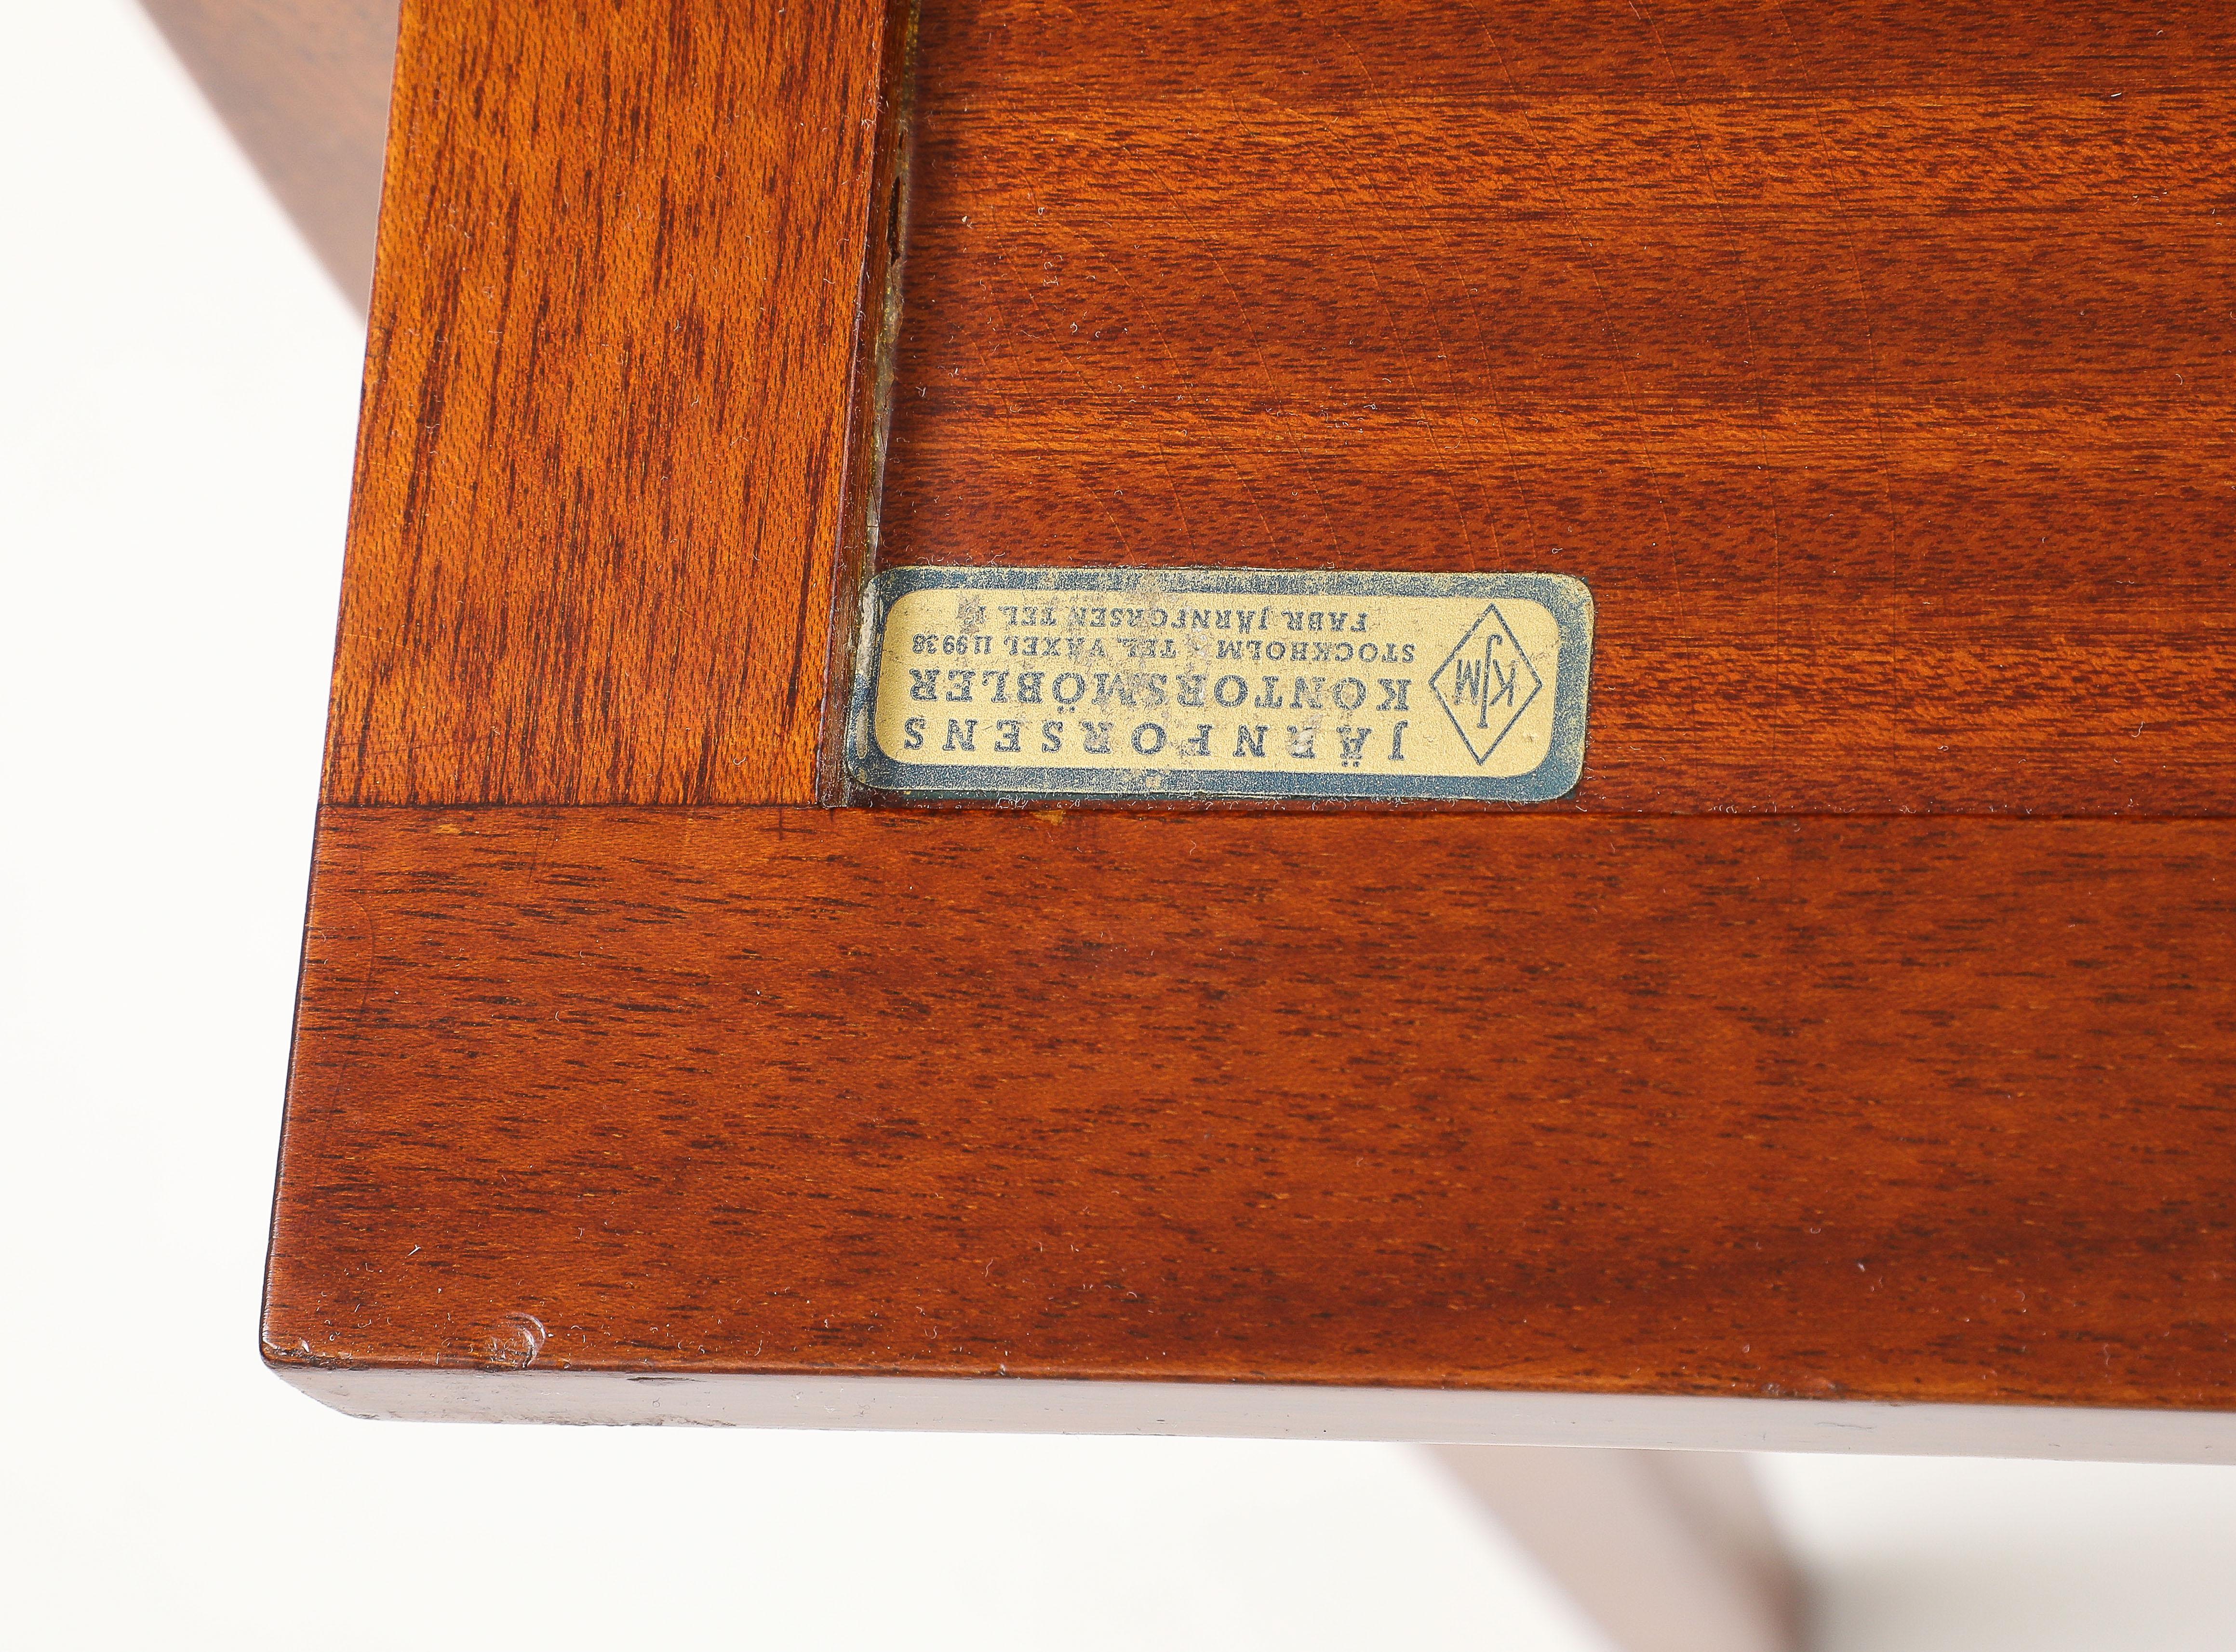 KJM
JÄRNFORSENS
KONTORSMÖBLER
STOCKHOLM - TEL. VÄXEL 11 99 38
FABR. JÄRNFORSEN TEL.